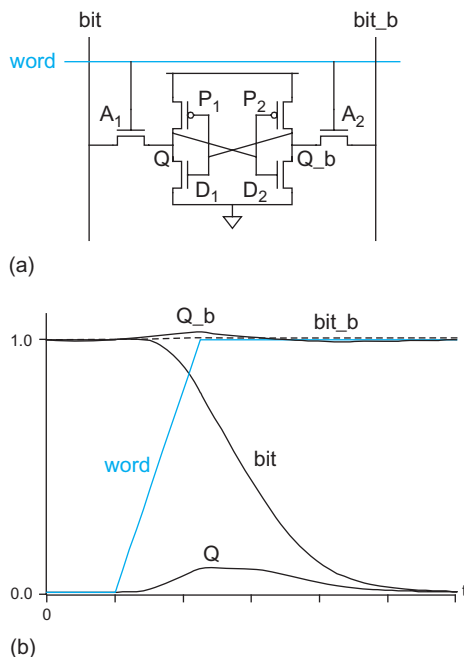 bit bit_b
word
P1 P2
A1 A2
Q Q_b
D1 D2
(a)
Q_b
bit_b
1.0
word
bit
Q
0.0
t
0
(b)